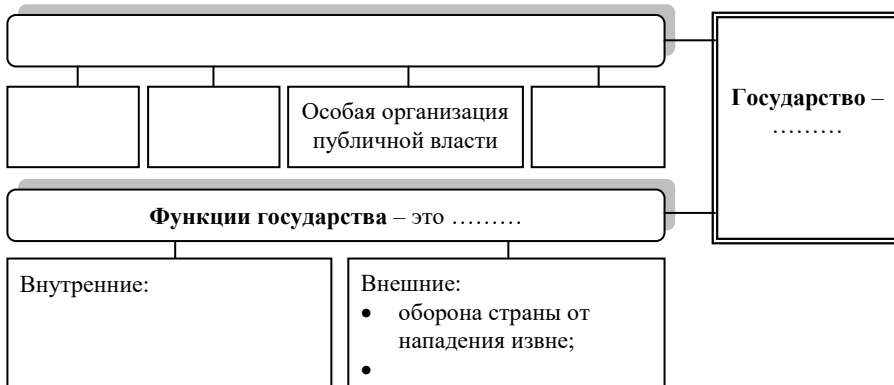 Особая организация
публичной власти
Государство –
………
Функции государства – это ………
Внутренние:
Внешние:
• оборона страны от
нападения извне;
•